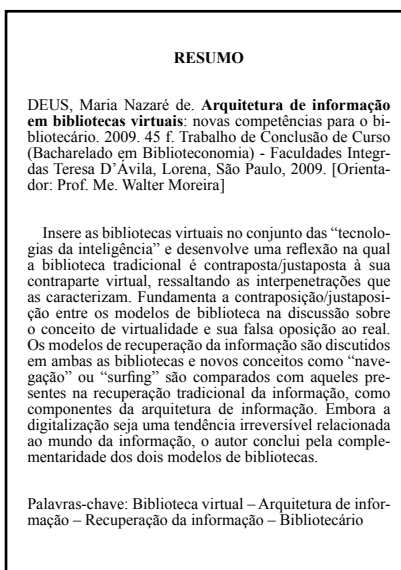 RESUMO
DEUS, Maria Nazaré de. Arquitetura de informação
em bibliotecas virtuais: novas competências para o bi-
bliotecário. 2009. 45 f. Trabalho de Conclusão de Curso
(Bacharelado em Biblioteconomia) - Faculdades Integr-
das Teresa D’Ávila, Lorena, São Paulo, 2009. [Orienta-
dor: Prof. Me. Walter Moreira]
Insere as bibliotecas virtuais no conjunto das “tecnolo-
gias da inteligência” e desenvolve uma reflexão na qual
a biblioteca tradicional é contraposta/justaposta à sua
contraparte virtual, ressaltando as interpenetrações que
as caracterizam. Fundamenta a contraposição/justaposi-
ção entre os modelos de biblioteca na discussão sobre
o conceito de virtualidade e sua falsa oposição ao real.
Os modelos de recuperação da informação são discutidos
em ambas as bibliotecas e novos conceitos como “nave-
gação” ou “surfing” são comparados com aqueles pre-
sentes na recuperação tradicional da informação, como
componentes da arquitetura de informação. Embora a
digitalização seja uma tendência irreversível relacionada
ao mundo da informação, o autor conclui pela comple-
mentaridade dos dois modelos de bibliotecas.
Palavras-chave: Biblioteca virtual – Arquitetura de infor-
mação – Recuperação da informação – Bibliotecário